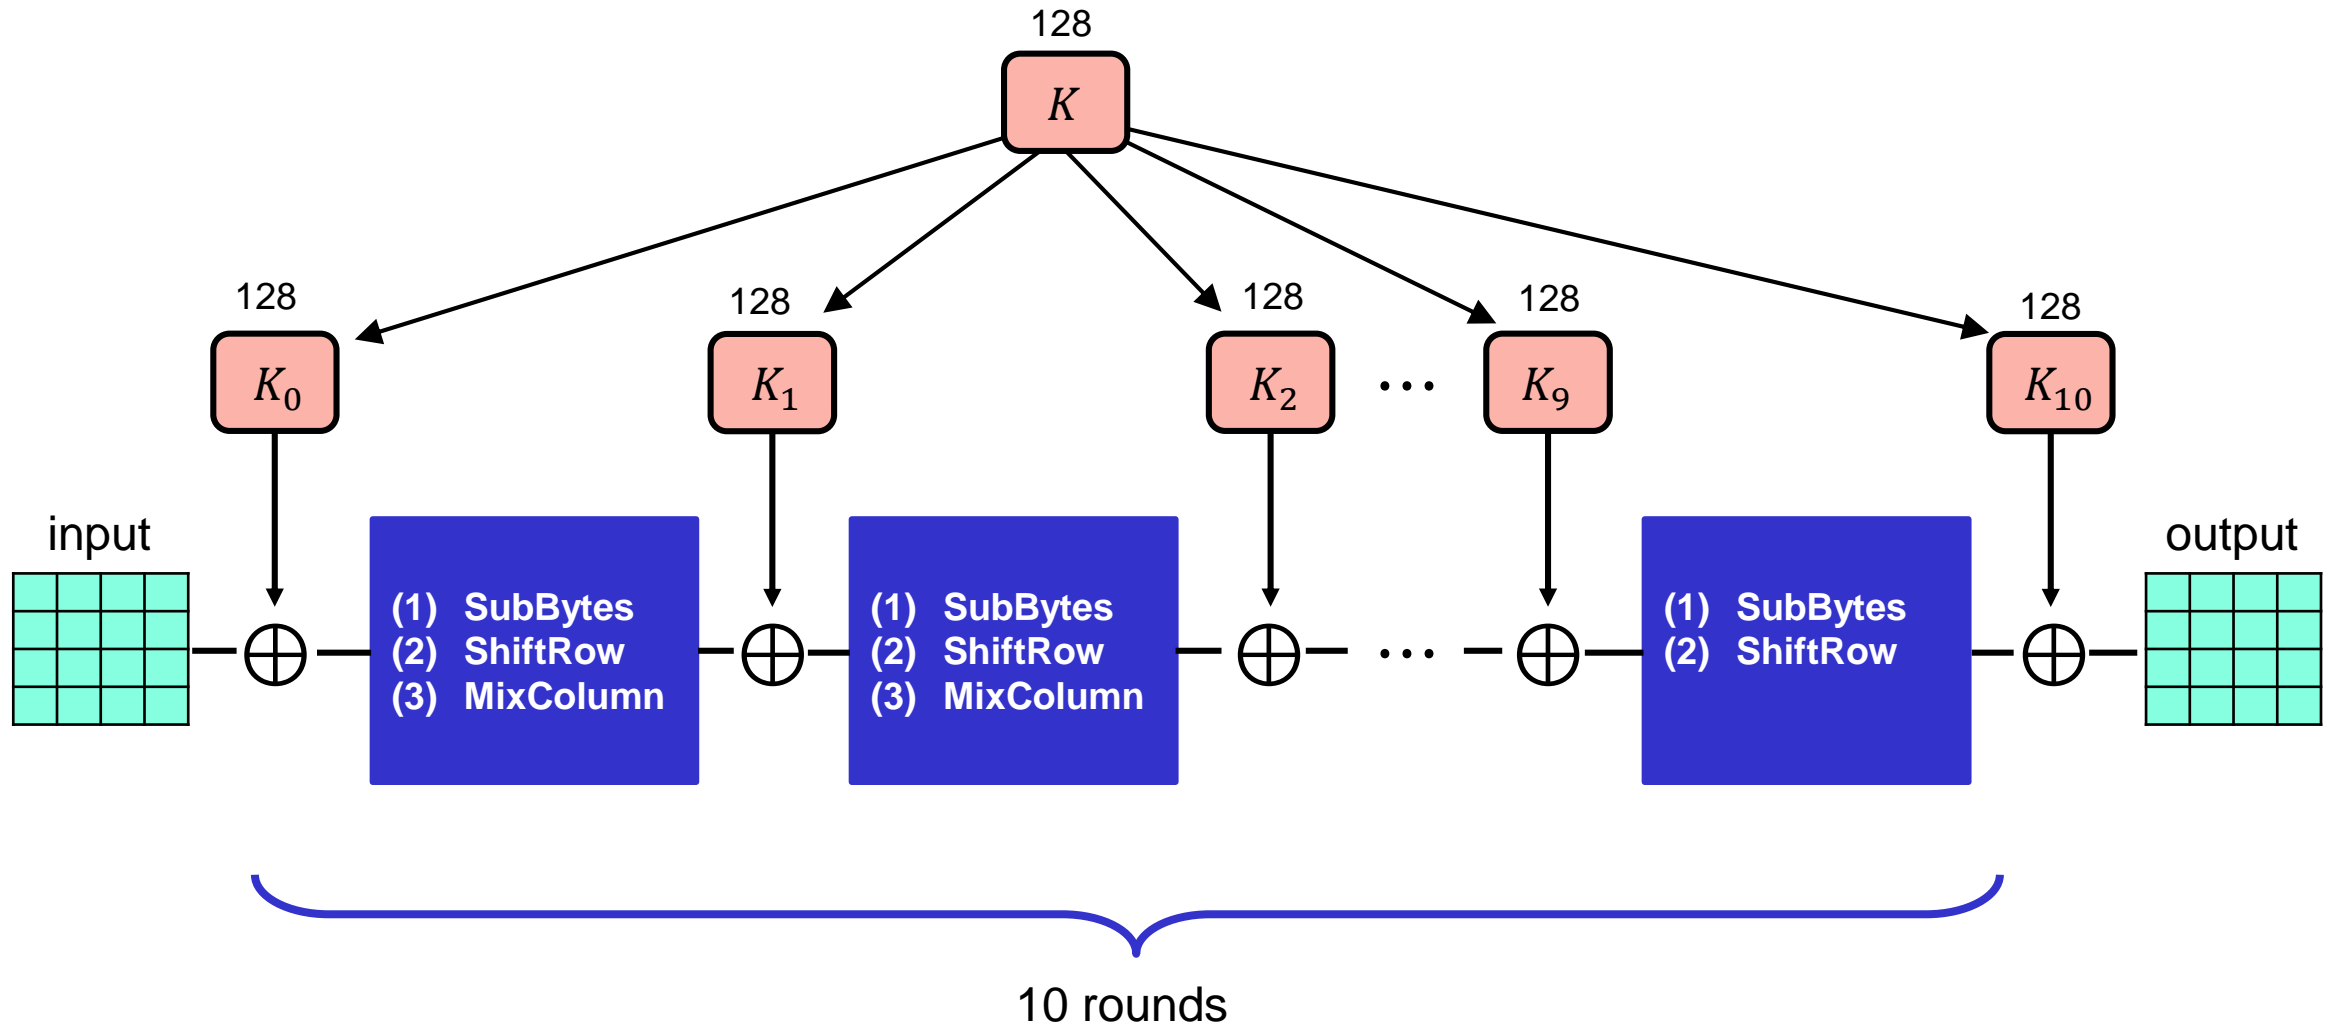 128
K
128
128
128
128
128
K0
K1
K2
...
K9
K10
input
output
(1) SubBytes
(2) ShiftRow
(3) MixColumn
(1) SubBytes
(2) ShiftRow
(3) MixColumn
...
(1) SubBytes
(2) ShiftRow
10 rounds